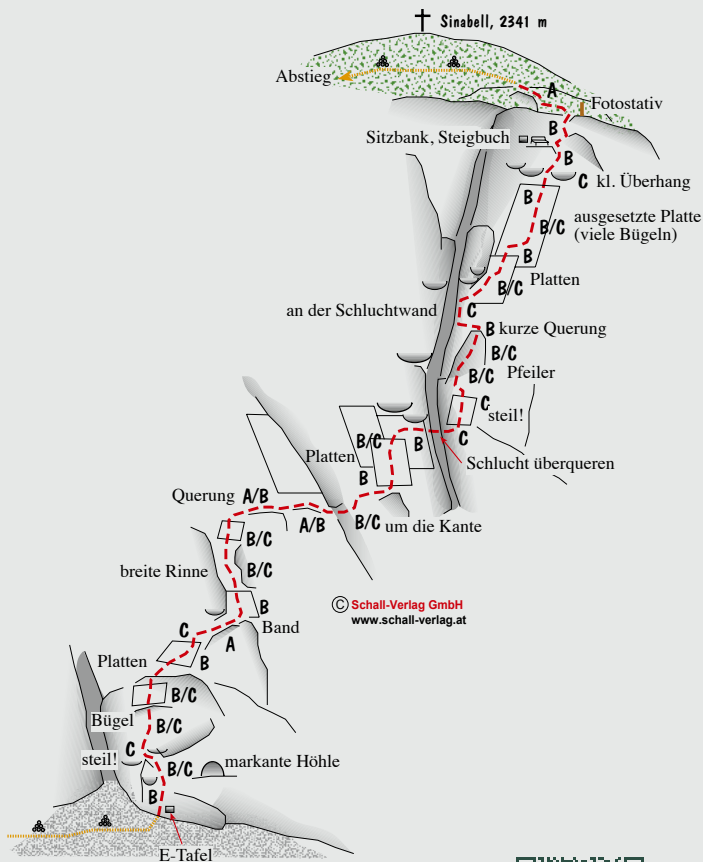 Sinabell, 2341 m
Abstieg
A
Fotostativ
B
Sitzbank, Steigbuch
B
C kl. Überhang
B
ausgesetzte Platte
B/C
(viele Bügeln)
B
Platten
B/C
an der Schluchtwand
C
B kurze Querung
B/C
Pfeiler
B/C
C
steil!
C
Schlucht überqueren
B/C
B
Platten
B
Querung
A/B
A/B
B/C
um die Kante
B/C
breite Rinne
B/C
B
Band
C
A
Platten
B
B/C
Bügel
B/C
C
steil!
B/C
markante Höhle
B
E-Tafel
© Schall-Verlag GmbH
www.schall-verlag.at